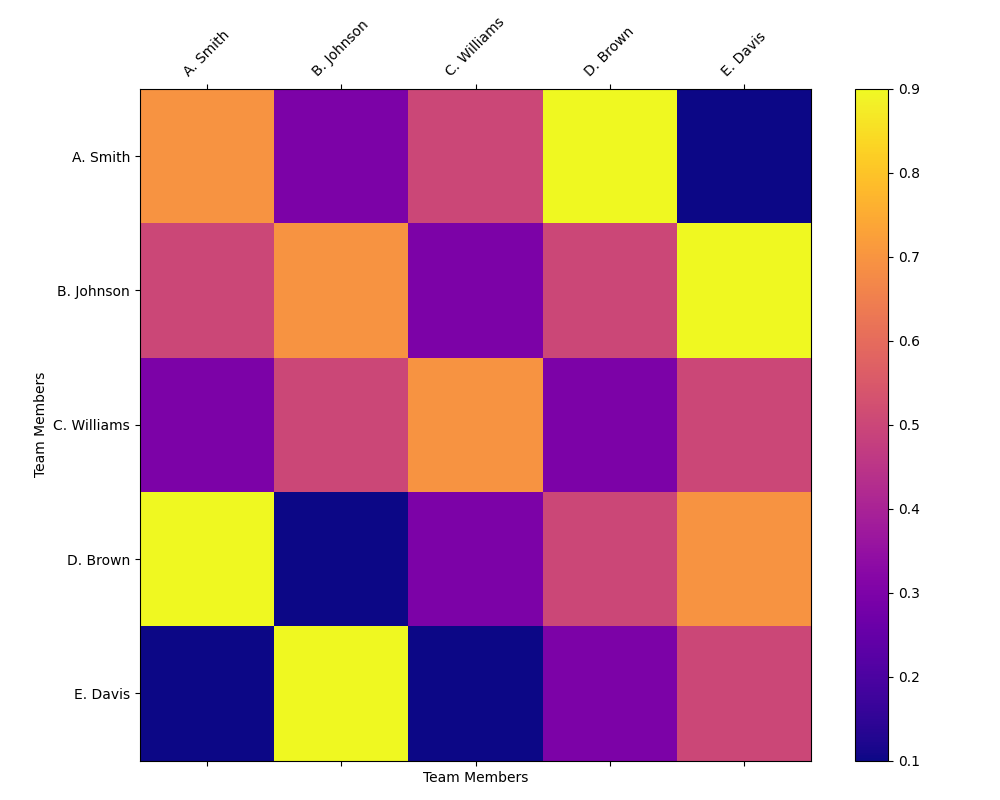 A. Smith
B. Johnson
C. Williams
D. Brown
E. Davis
A. Smith
B. Johnson
C. Williams
D. Brown
E. Davis
Team Members
Team Members
0.9
0.8
0.7
0.6
0.5
0.4
0.3
0.2
0.1